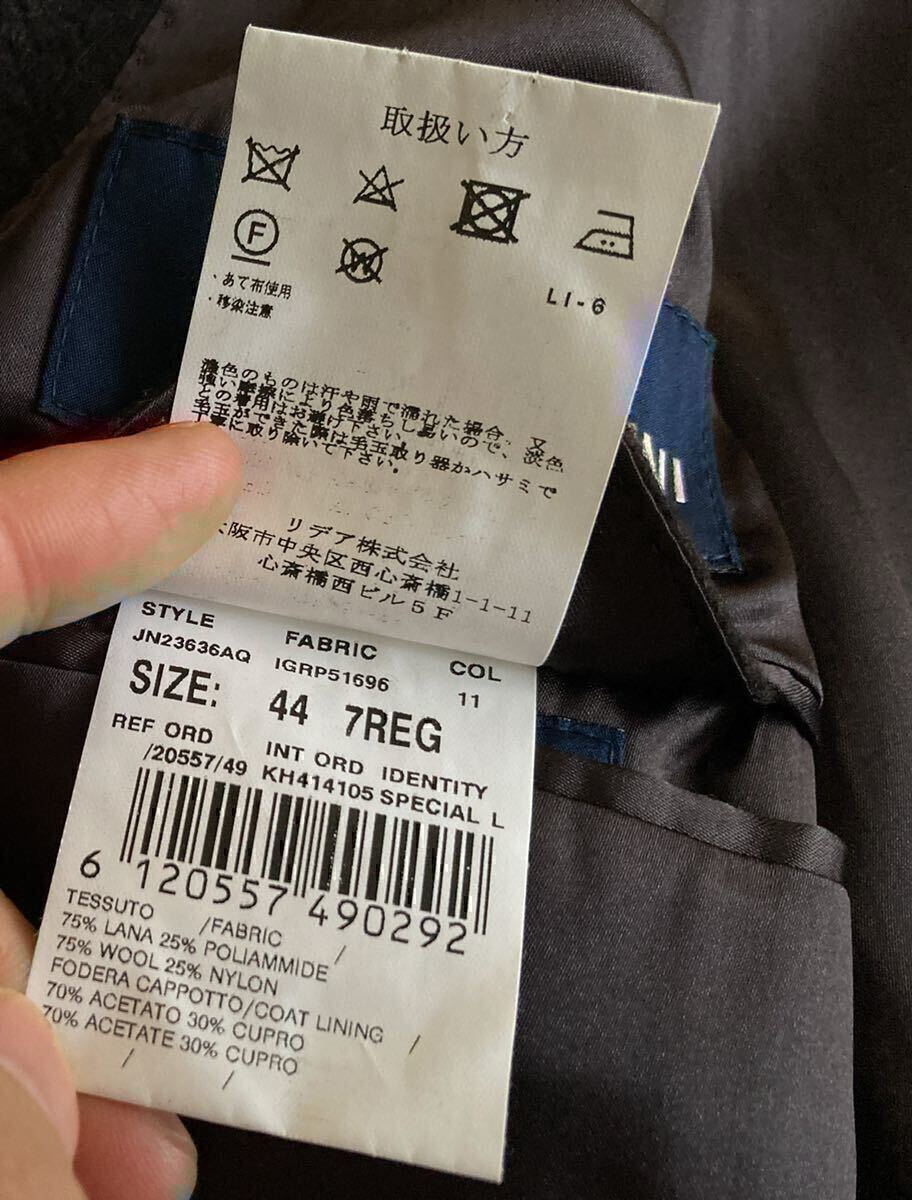 取扱い方
F
W
・あて布使用
・移染注意
LI-6
濃色のものは汗や雨で濡れた場合、又
強い摩擦により色落ちし易いので、淡色
との着用はお避け下さい。
毛玉ができた際は毛玉取り器かハサミで
丁寧に取り除いて下さい。
リデア株式会社
大阪市中央区西心斎橋1-1-11
心斎橋西ビル5F
STYLE FABRIC COL
JN23636AQ IGRP51696 11
SIZE: 44 7REG
REF ORD INT ORD IDENTITY
/20557/49 KH414105 SPECIAL L
6 120557 490292
TESSUTO /FABRIC
75% LANA 25% POLIAMMIDE /
75% WOOL 25% NYLON
FODERA CAPPOTTO/COAT LINING
70% ACETATO 30% CUPRO /
70% ACETATE 30% CUPRO
/ /